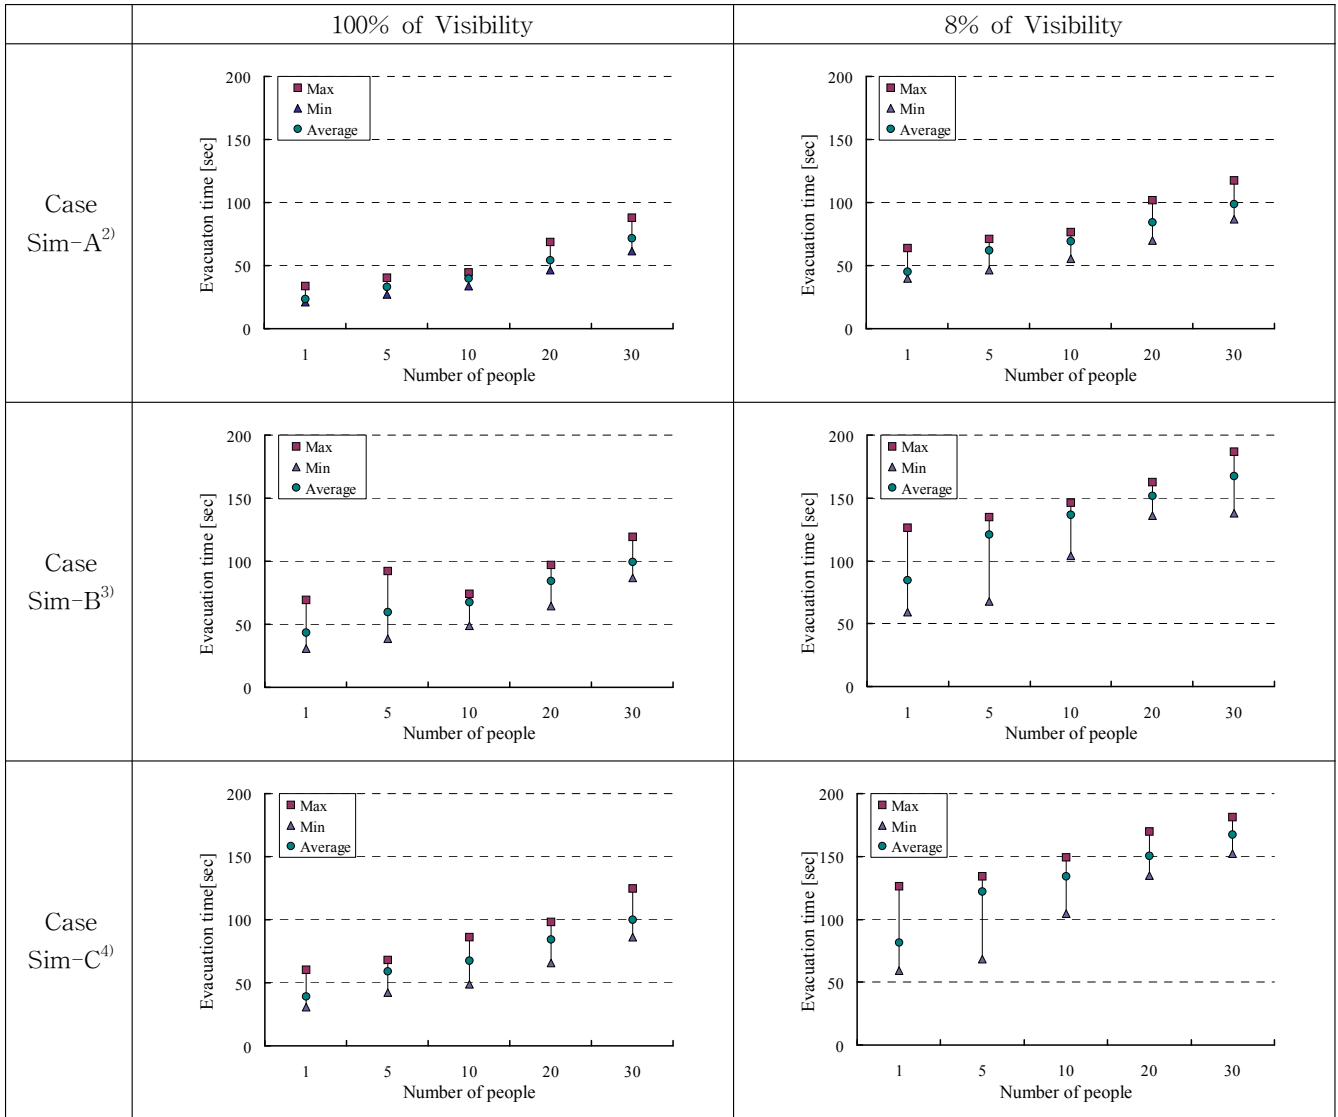 100% of Visibility
8% of Visibility
Case
Sim-A2)
200
150
100
50
0
Evacuaton time [sec]
Max
Min
Average
1 5 10 20 30
Number of people
200
150
100
50
0
Evacuation time [sec]
Max
Min
Average
1 5 10 20 30
Number of people
Case
Sim-B3)
200
150
100
50
0
Evacuation time [sec]
Max
Min
Average
1 5 10 20 30
Number of people
200
150
100
50
0
Evacuation time [sec]
Max
Min
Average
1 5 10 20 30
Number of people
Case
Sim-C4)
200
150
100
50
0
Evacuation time[sec]
Max
Min
Average
1 5 10 20 30
Number of people
200
150
100
50
0
Evacuation time [sec]
Max
Min
Average
1 5 10 20 30
Number of people